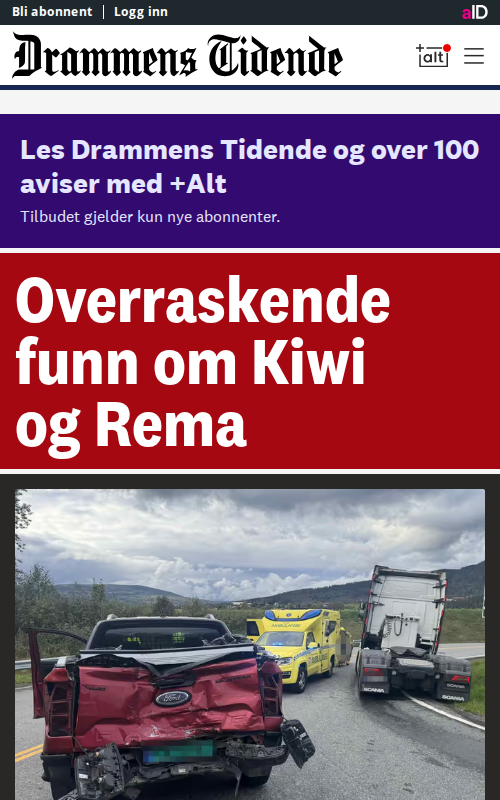 Bli abonnent | Logg inn
aID
Drammens Tidende
+alt
Les Drammens Tidende og over 100
aviser med +Alt
Tilbudet gjelder kun nye abonnenter.
Overraskende
funn om Kiwi
og Rema
AMBULANSE
Ford
SCANIA
SCANIA